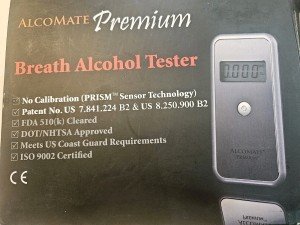 ALCOMATE Premium
Breath Alcohol Tester
No Calibration (PRISM™ Sensor Technology)
Patent No. US 7.841.224 B2 & US 8.250.900 B2
FDA 510(k) Cleared
DOT/NHTSA Approved
Meets US Coast Guard Requirements
ISO 9002 Certified
CE
ALCOMATE
PREMIUM